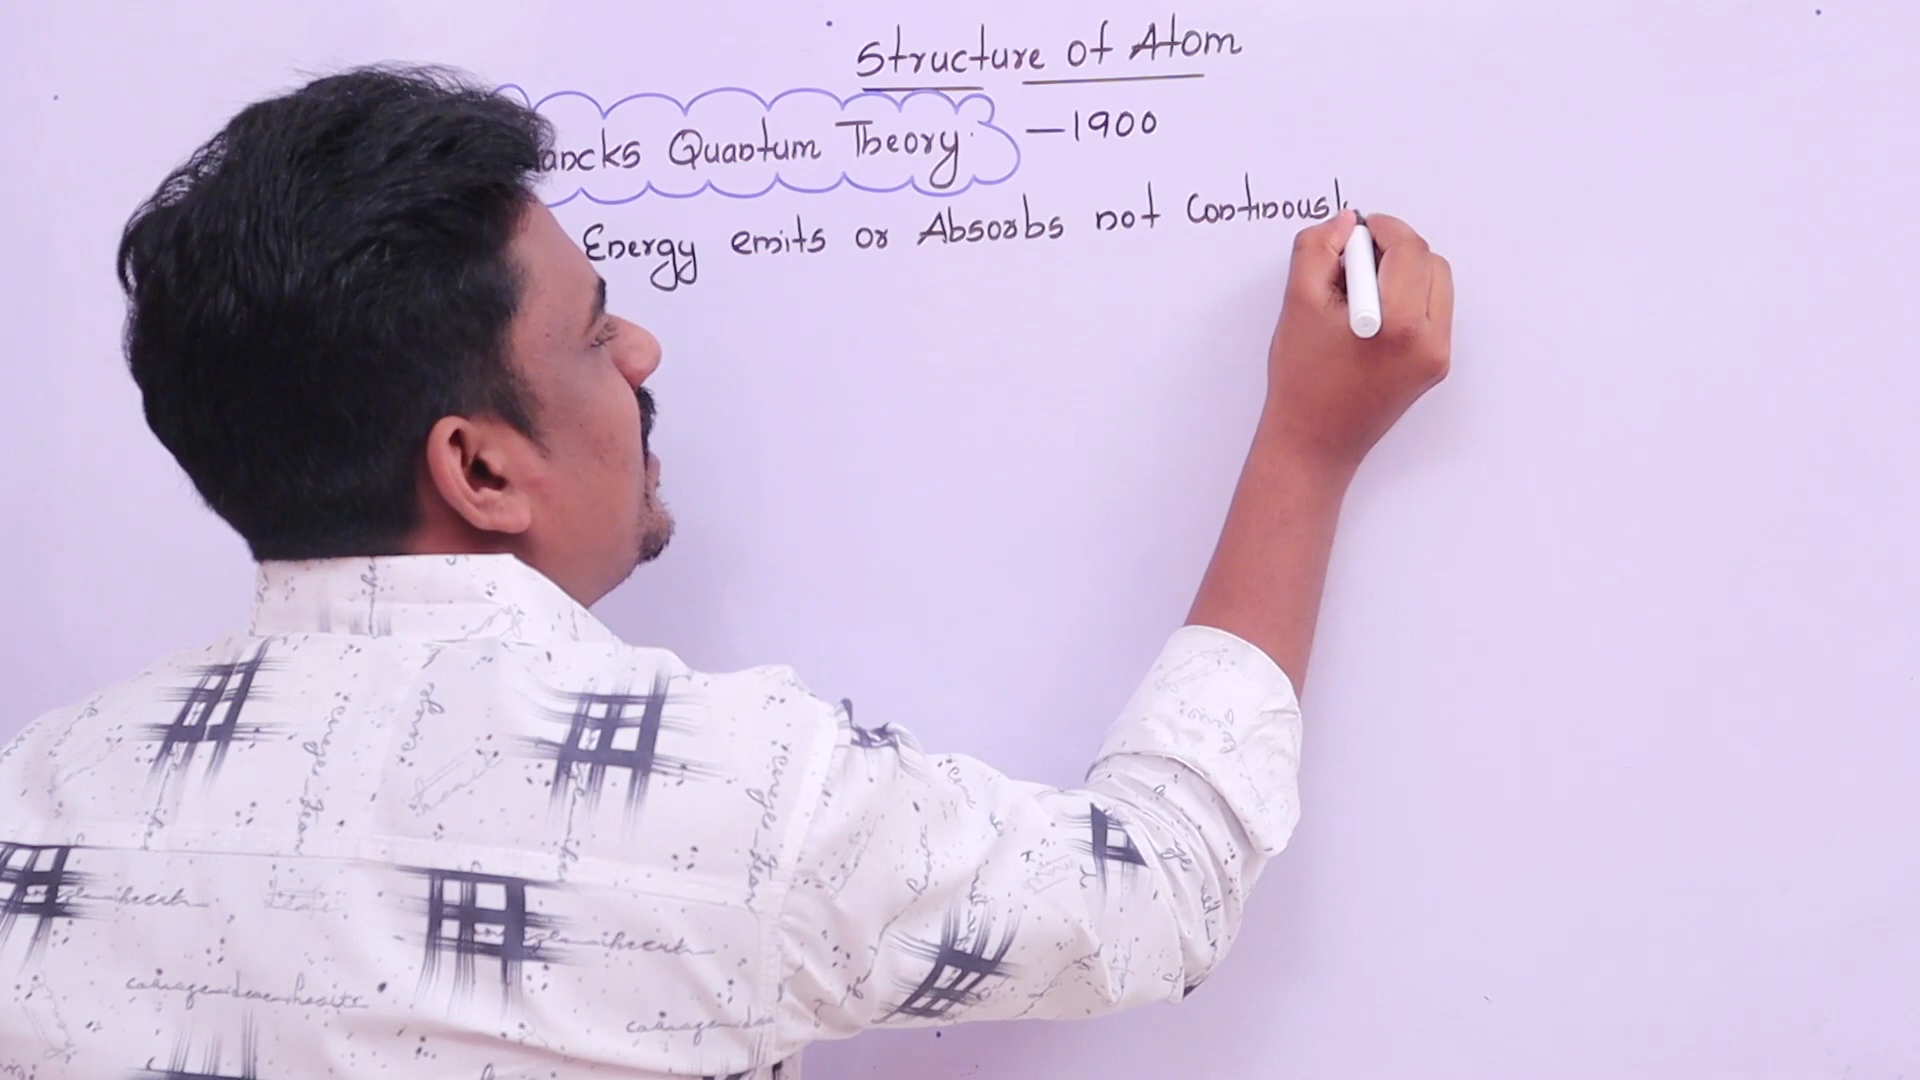 Structure of Atom
ancks Quantum Theory. —1900
Energy emits or Absorbs not Continousl